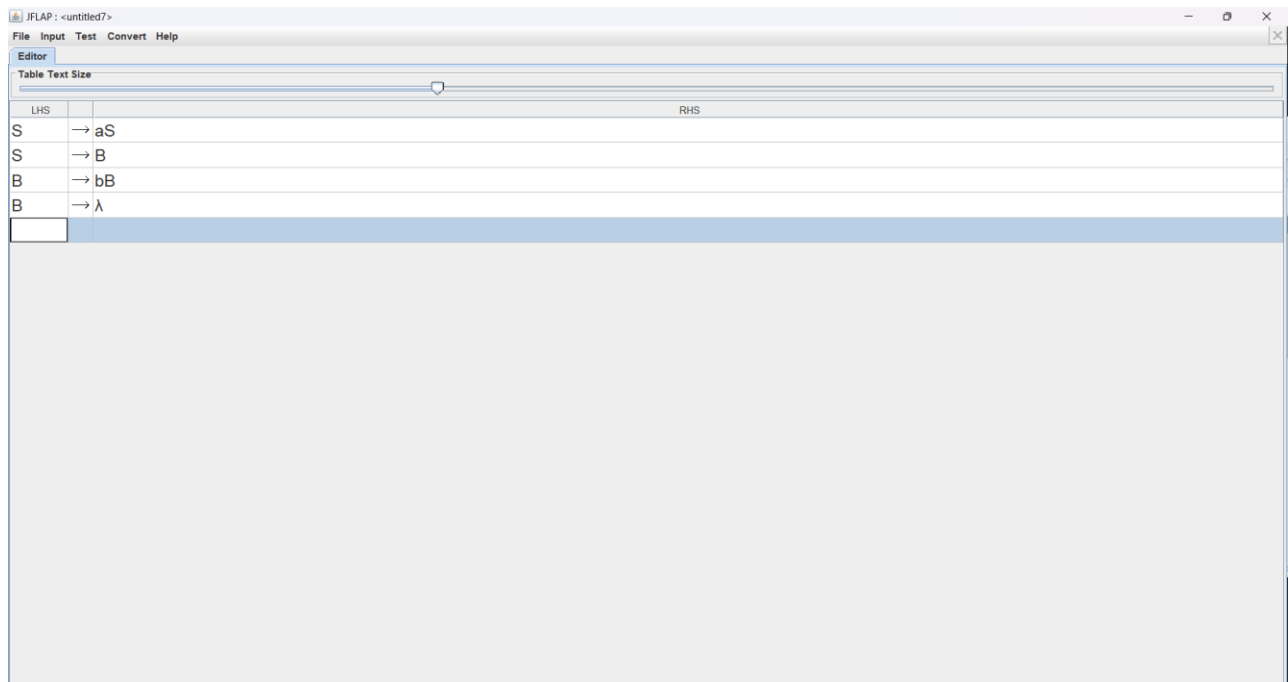 JFLAP : <untitled7>
File Input Test Convert Help
Editor
Table Text Size
LHS RHS
S → aS
S → B
B → bB
B → λ